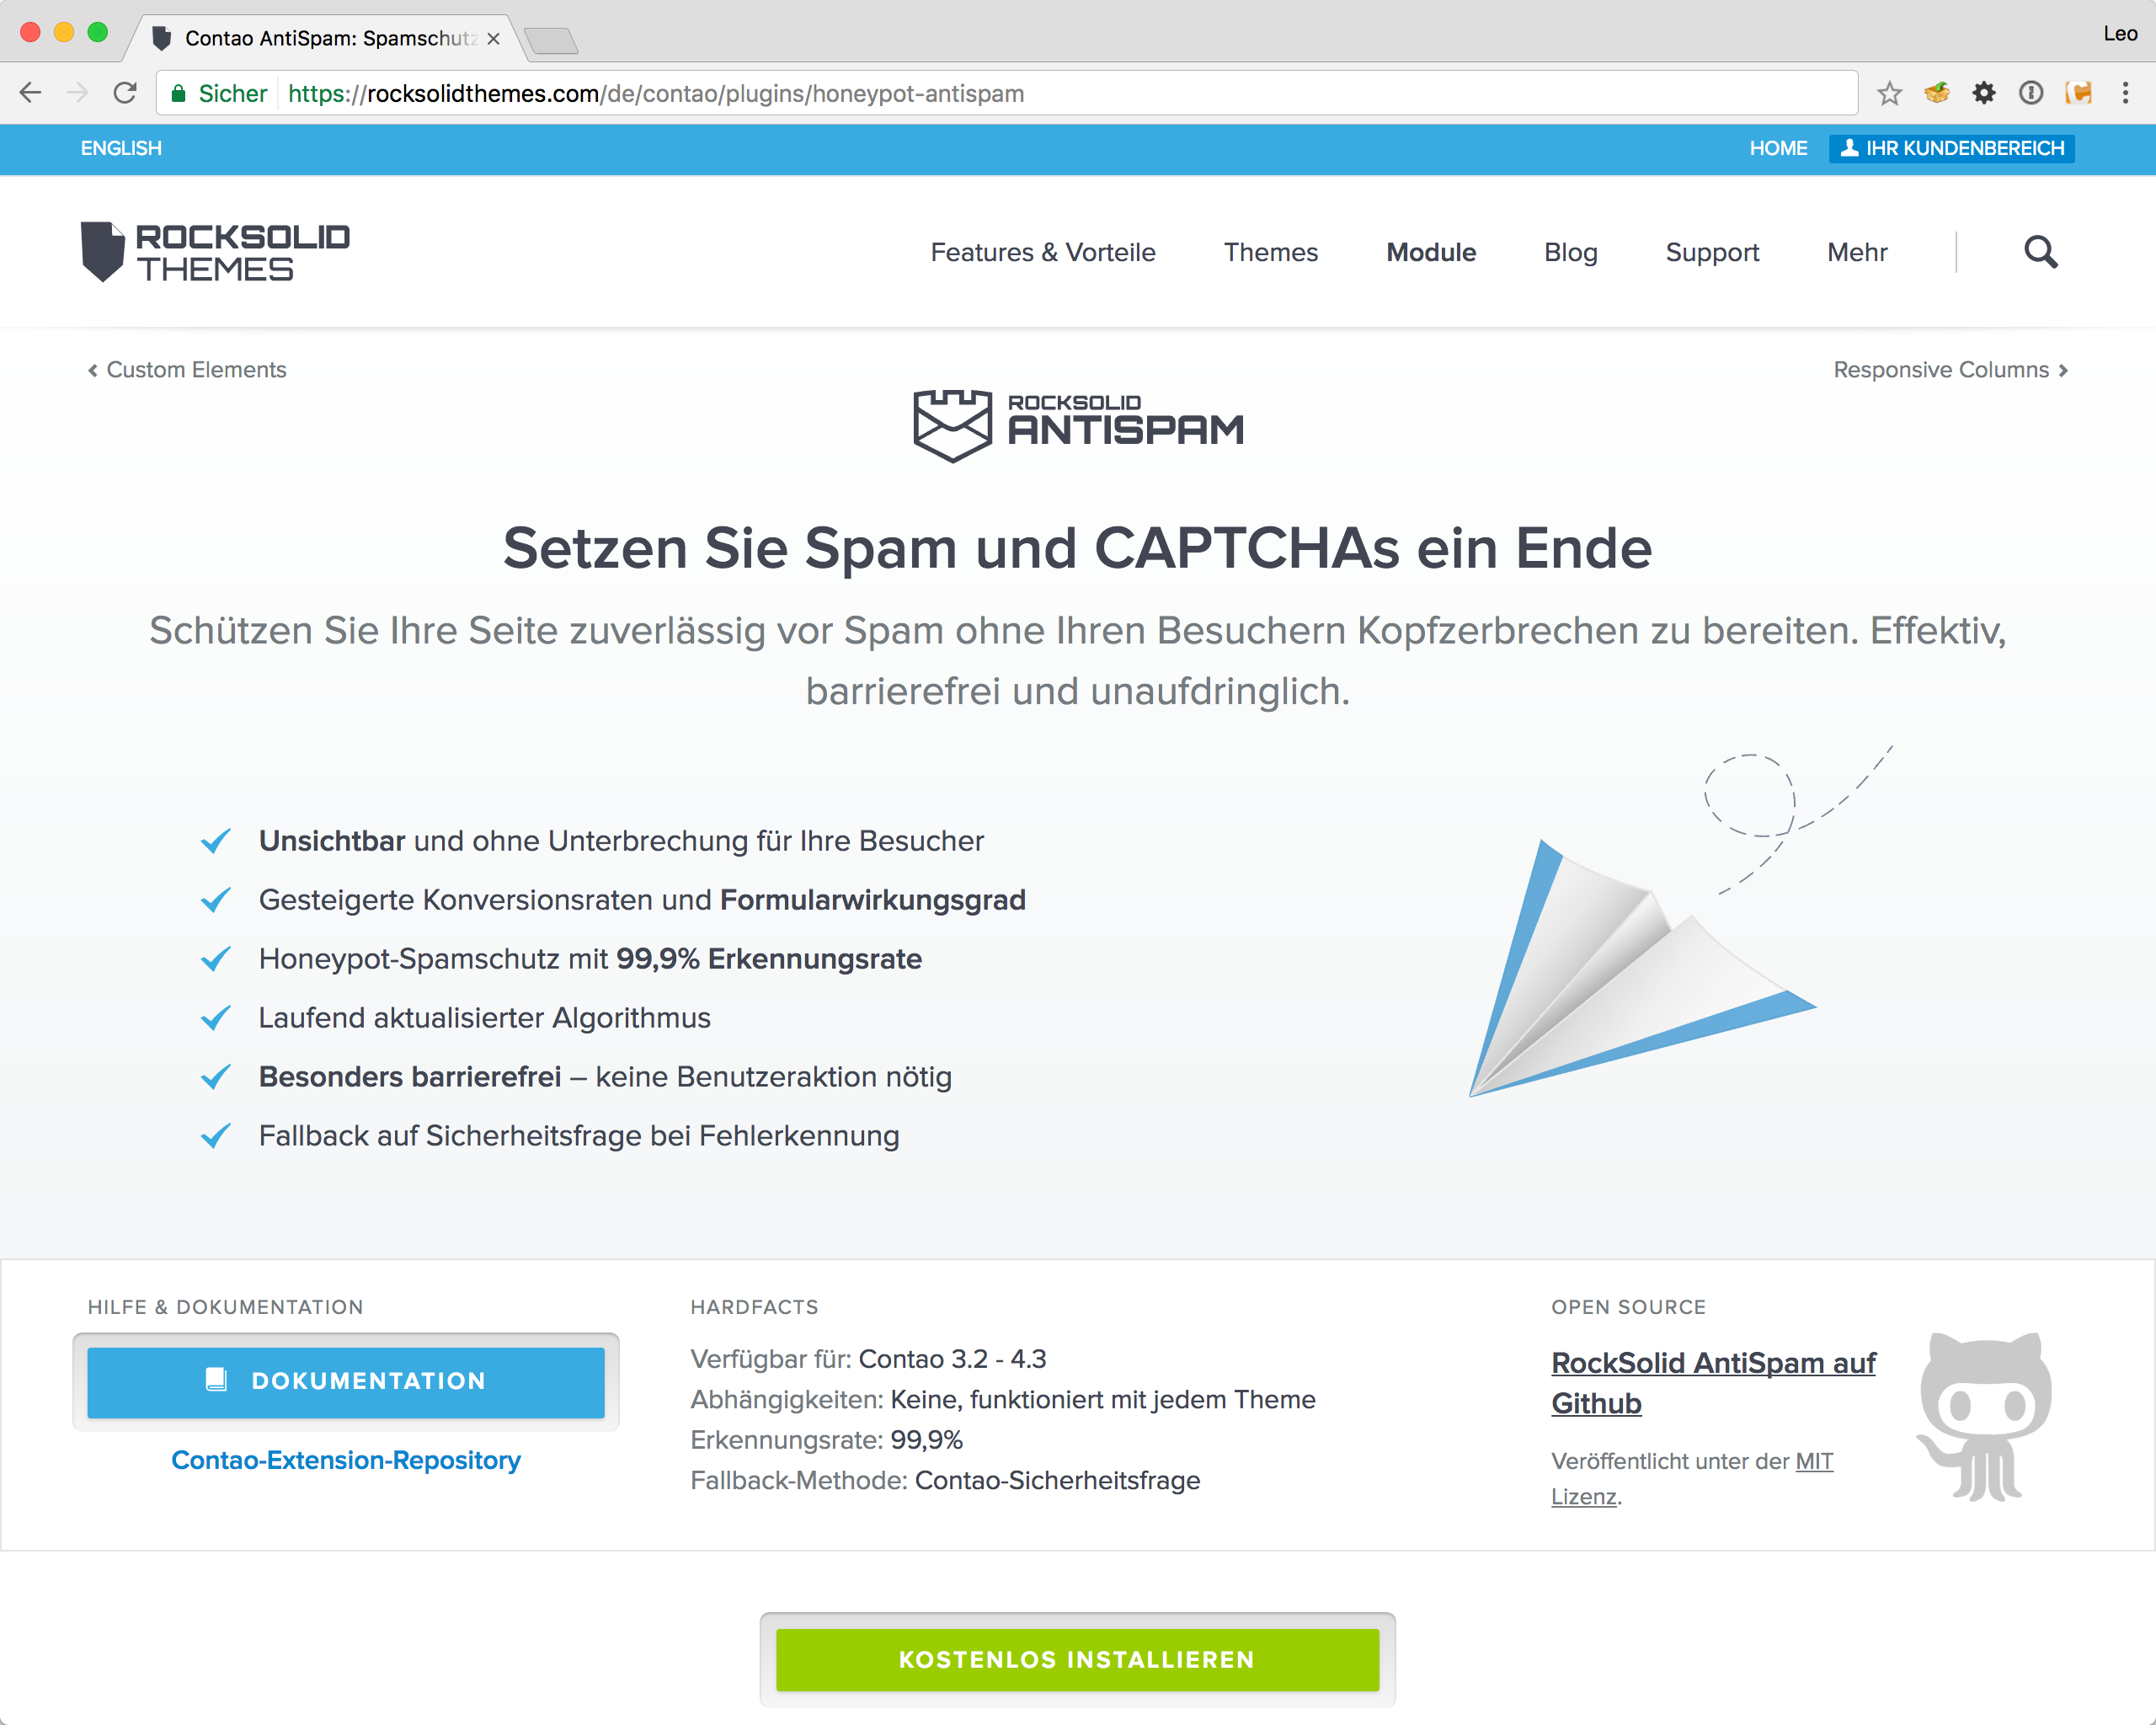 Contao AntiSpam: Spamschutz
Leo
Sicher https://rocksolidthemes.com/de/contao/plugins/honeypot-antispam
ENGLISH
HOME
IHR KUNDENBEREICH
ROCKSOLID
THEMES
Features & Vorteile
Themes
Module
Blog
Support
Mehr
Custom Elements
Responsive Columns
ROCKSOLID
ANTISPAM
Setzen Sie Spam und CAPTCHAs ein Ende
Schützen Sie Ihre Seite zuverlässig vor Spam ohne Ihren Besuchern Kopfzerbrechen zu bereiten. Effektiv,
barrierefrei und unaufdringlich.
Unsichtbar und ohne Unterbrechung für Ihre Besucher
Gesteigerte Konversionsraten und Formularwirkungsgrad
Honeypot-Spamschutz mit 99,9% Erkennungsrate
Laufend aktualisierter Algorithmus
Besonders barrierefrei – keine Benutzeraktion nötig
Fallback auf Sicherheitsfrage bei Fehlerkennung
HILFE & DOKUMENTATION
DOKUMENTATION
Contao-Extension-Repository
HARDFACTS
Verfügbar für: Contao 3.2 - 4.3
Abhängigkeiten: Keine, funktioniert mit jedem Theme
Erkennungsrate: 99,9%
Fallback-Methode: Contao-Sicherheitsfrage
OPEN SOURCE
RockSolid AntiSpam auf
Github
Veröffentlicht unter der MIT
Lizenz.
KOSTENLOS INSTALLIEREN